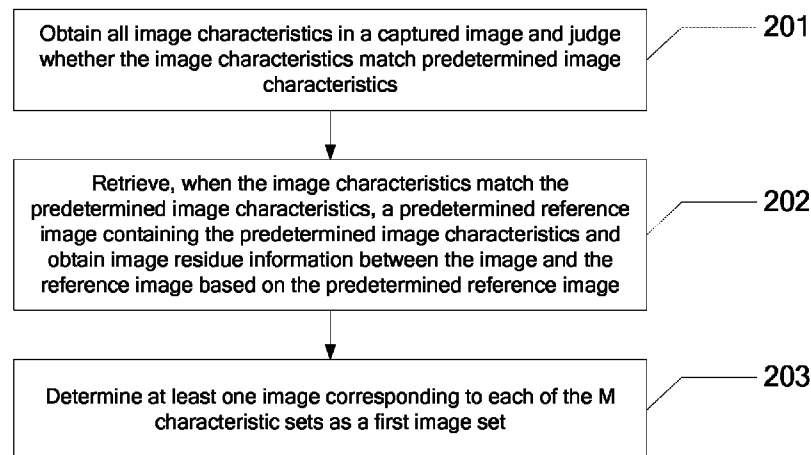 Obtain all image characteristics in a captured image and judge
whether the image characteristics match predetermined image
characteristics
201
Retrieve, when the image characteristics match the
predetermined image characteristics, a predetermined reference
image containing the predetermined image characteristics and
obtain image residue information between the image and the
reference image based on the predetermined reference image
202
Determine at least one image corresponding to each of the M
characteristic sets as a first image set
203